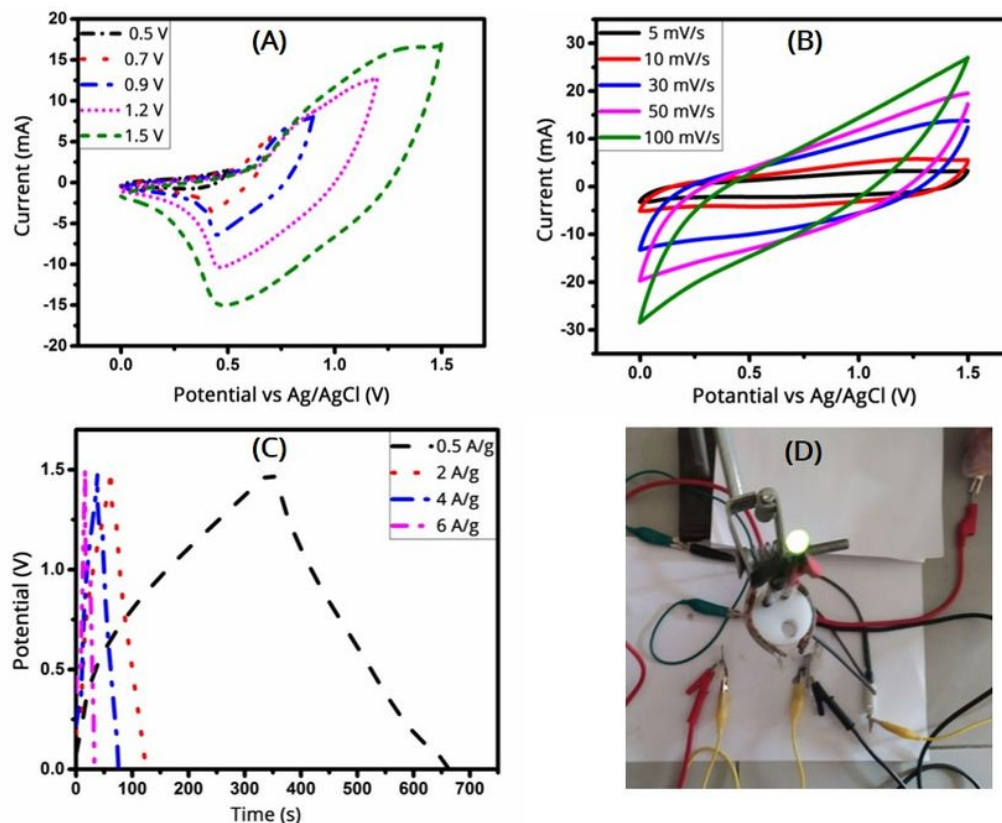 (A)
Current (mA)
20
15
10
5
0
-5
-10
-15
-20
0.5 V
0.7 V
0.9 V
1.2 V
1.5 V
0.0 0.5 1.0 1.5
Potential vs Ag/AgCl (V)
(B)
Current (mA)
30
20
10
0
-10
-20
-30
5 mV/s
10 mV/s
30 mV/s
50 mV/s
100 mV/s
0.0 0.5 1.0 1.5
Potantial vs Ag/AgCl (V)
(C)
Potential (V)
1.5
1.0
0.5
0.0
0.5 A/g
2 A/g
4 A/g
6 A/g
0 100 200 300 400 500 600 700
Time (s)
(D)